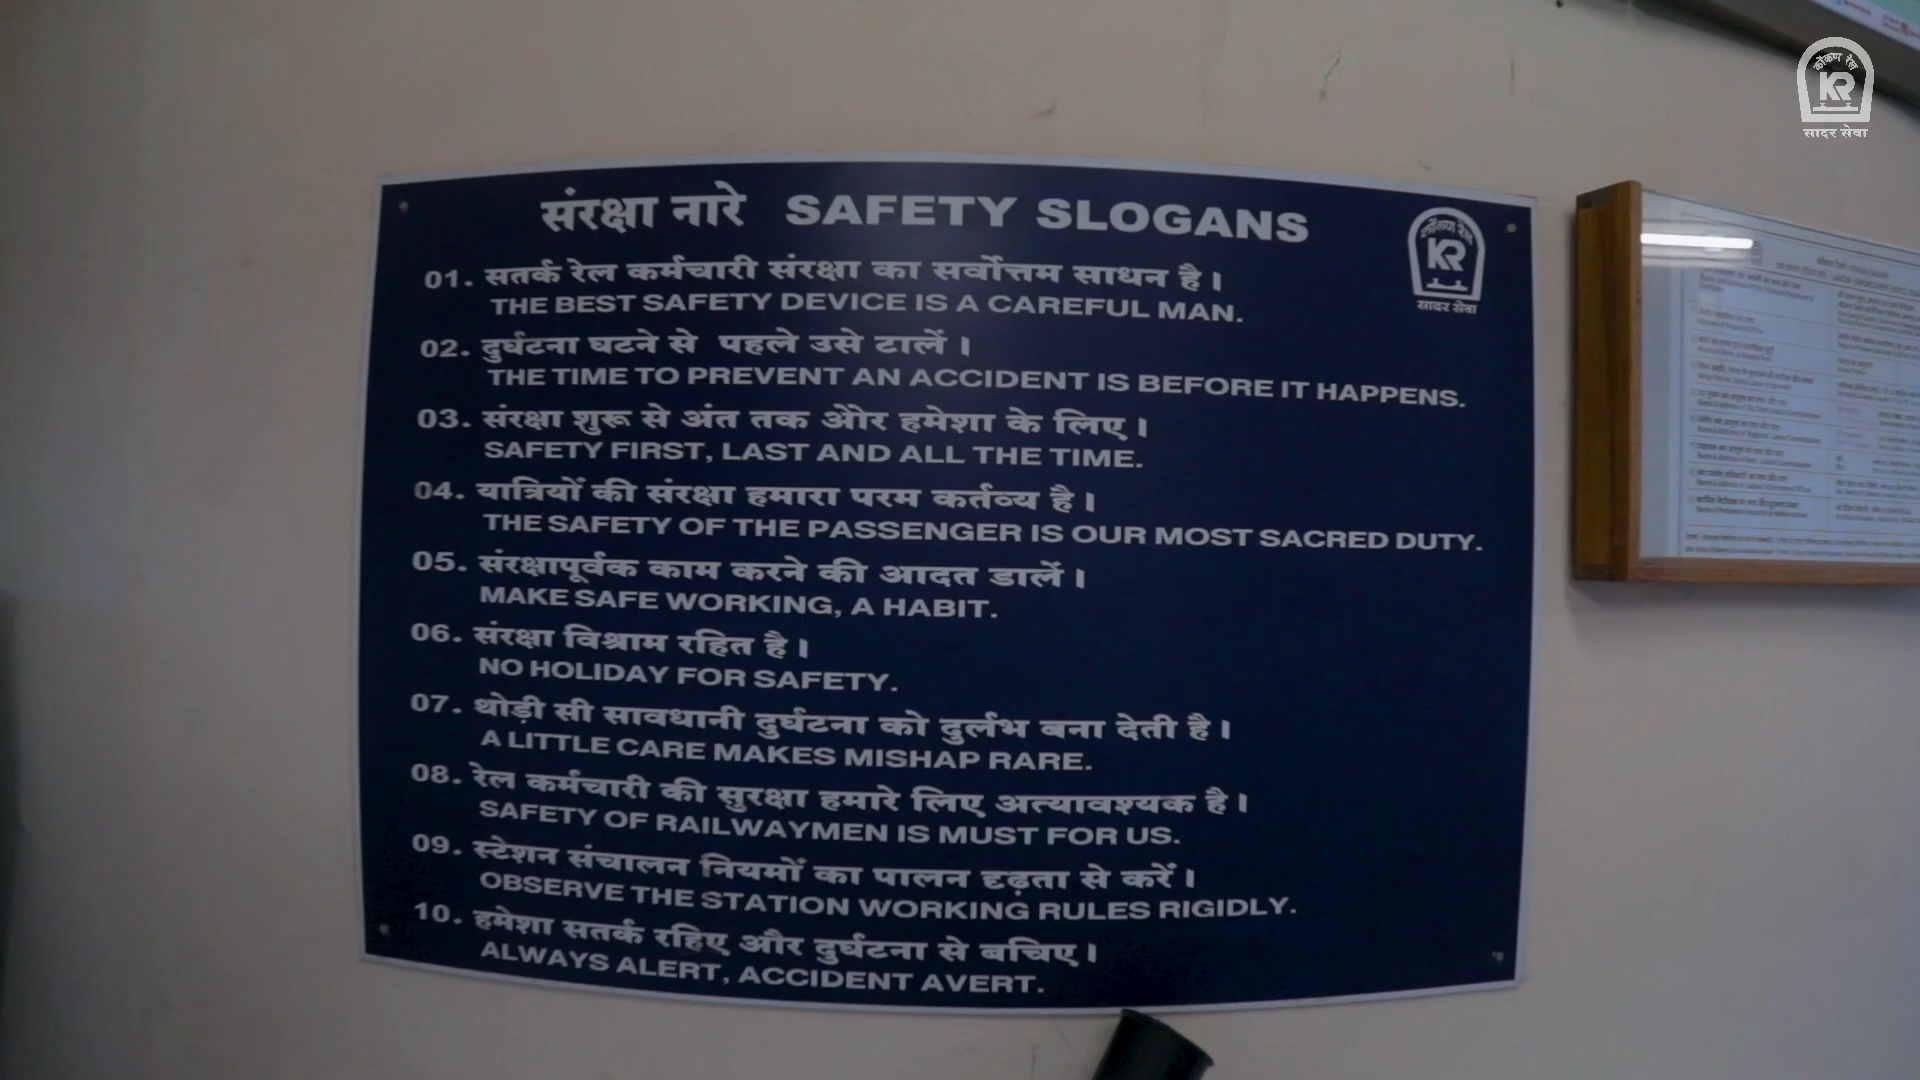 कोंकण रेल
KR
सादर सेवा
संरक्षा नारे SAFETY SLOGANS
कोंकण रेल
KR
सादर सेवा
01. सतर्क रेल कर्मचारी संरक्षा का सर्वोत्तम साधन है।
THE BEST SAFETY DEVICE IS A CAREFUL MAN.
02. दुर्घटना घटने से पहले उसे टालें।
THE TIME TO PREVENT AN ACCIDENT IS BEFORE IT HAPPENS.
03. संरक्षा शुरू से अंत तक ओेर हमेशा के लिए।
SAFETY FIRST, LAST AND ALL THE TIME.
04. यात्रियों की संरक्षा हमारा परम कर्तव्य है।
THE SAFETY OF THE PASSENGER IS OUR MOST SACRED DUTY.
05. संरक्षापूर्वक काम करने की आदत डालें।
MAKE SAFE WORKING, A HABIT.
06. संरक्षा विश्राम रहित है।
NO HOLIDAY FOR SAFETY.
07. थोड़ी सी सावधानी दुर्घटना को दुर्लभ बना देती है।
A LITTLE CARE MAKES MISHAP RARE.
08. रेल कर्मचारी की सुरक्षा हमारे लिए अत्यावश्यक है।
SAFETY OF RAILWAYMEN IS MUST FOR US.
09. स्टेशन संचालन नियमों का पालन दृढ़ता से करें।
OBSERVE THE STATION WORKING RULES RIGIDLY.
10. हमेशा सतर्क रहिए और दुर्घटना से बचिए।
ALWAYS ALERT, ACCIDENT AVERT.